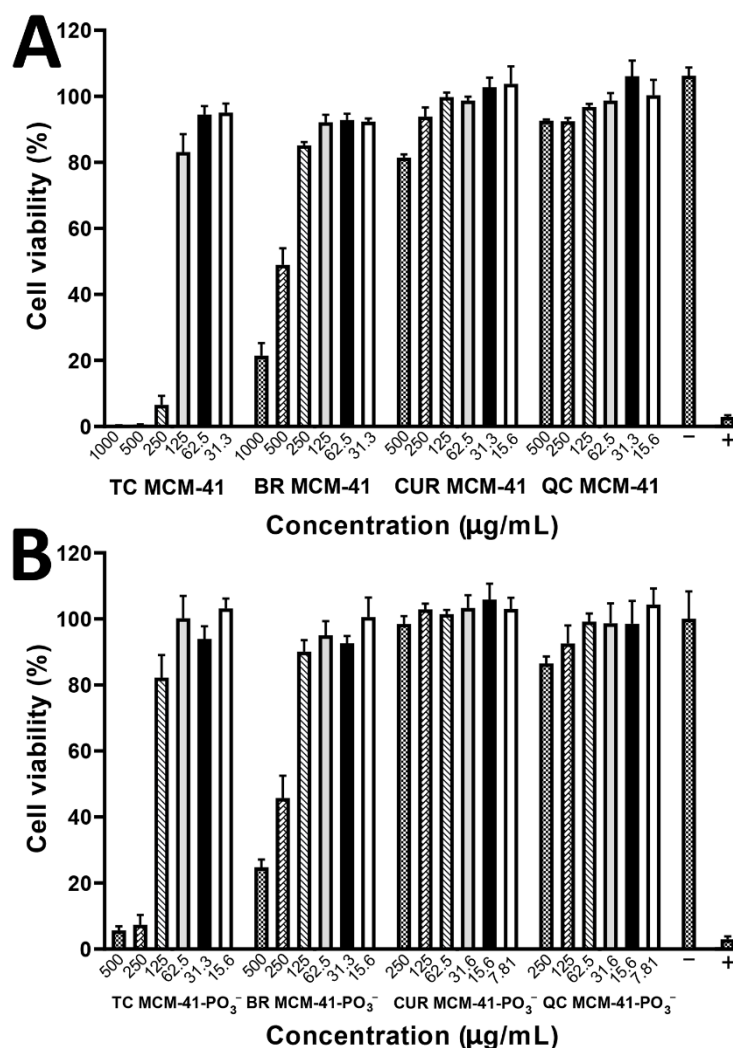 A
Cell viability (%)
120
100
80
60
40
20
0
1000 500 250 125 62.5 31.3 1000 500 250 125 62.5 31.3 500 250 125 62.5 31.3 15.6 500 250 125 62.5 31.3 15.6 − +
TC MCM-41 BR MCM-41 CUR MCM-41 QC MCM-41
Concentration (µg/mL)
B
Cell viability (%)
120
100
80
60
40
20
0
500 250 125 62.5 31.3 15.6 500 250 125 62.5 31.3 15.6 250 125 62.5 31.6 15.6 7.81 250 125 62.5 31.6 15.6 7.81 − +
TC MCM-41-PO₃⁻ BR MCM-41-PO₃⁻ CUR MCM-41-PO₃⁻ QC MCM-41-PO₃⁻
Concentration (µg/mL)